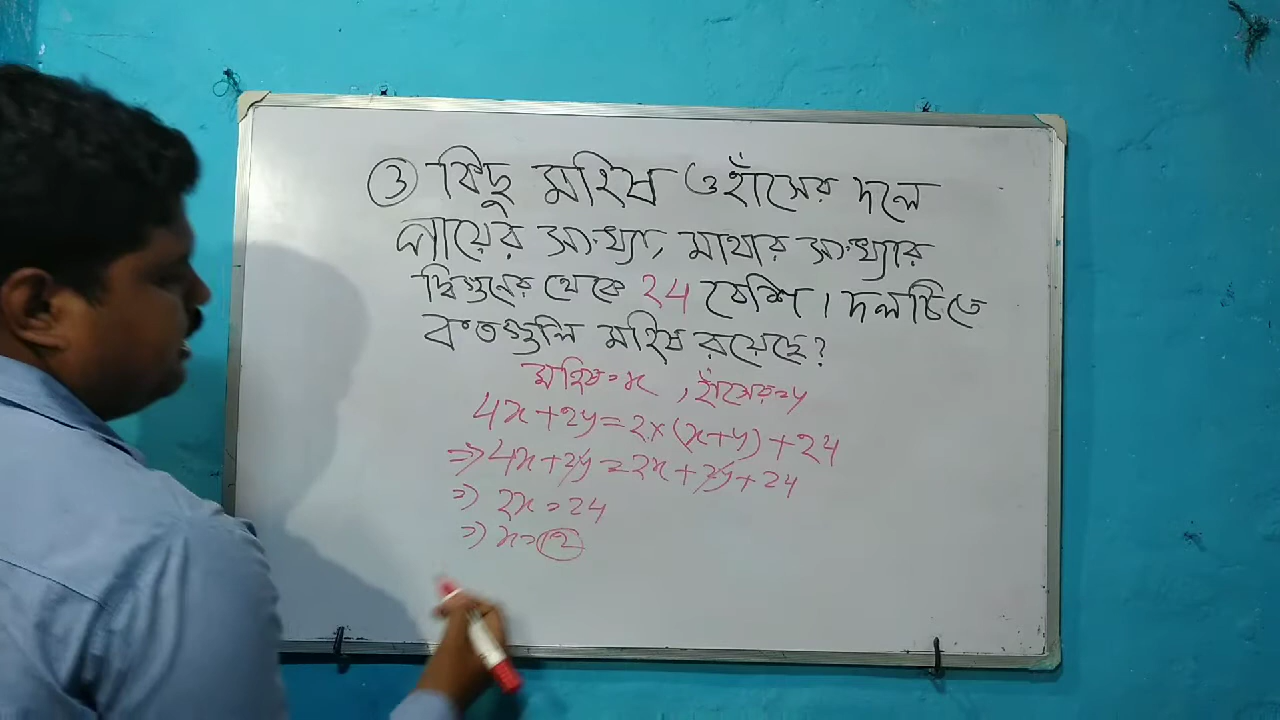 ③ কিছু মহিষ ও হাঁসের দলে
পায়ের সংখ্যা, মাথার সংখ্যার
দ্বিগুনের থেকে 24 বেশি। দলটিতে
কতগুলি মহিষ রয়েছে?
মহিষ=x , হাঁসের=y
4x+2y=2×(x+y)+24
⇒ 4x+2y=2x+2y+24
⇒ 2x=24
⇒ x=12